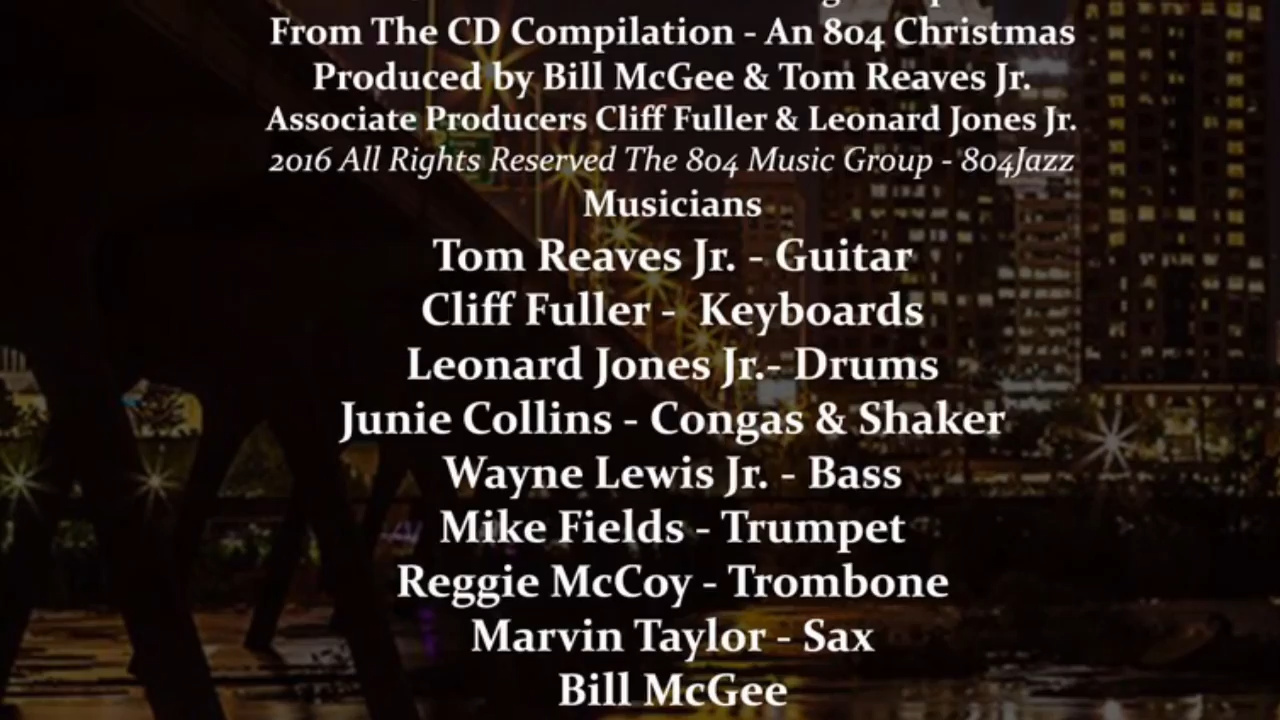 From The CD Compilation - An 804 Christmas
Produced by Bill McGee & Tom Reaves Jr.
Associate Producers Cliff Fuller & Leonard Jones Jr.
2016 All Rights Reserved The 804 Music Group - 804Jazz
Musicians
Tom Reaves Jr. - Guitar
Cliff Fuller -  Keyboards
Leonard Jones Jr.- Drums
Junie Collins - Congas & Shaker
Wayne Lewis Jr. - Bass
Mike Fields - Trumpet
Reggie McCoy - Trombone
Marvin Taylor - Sax
Bill McGee